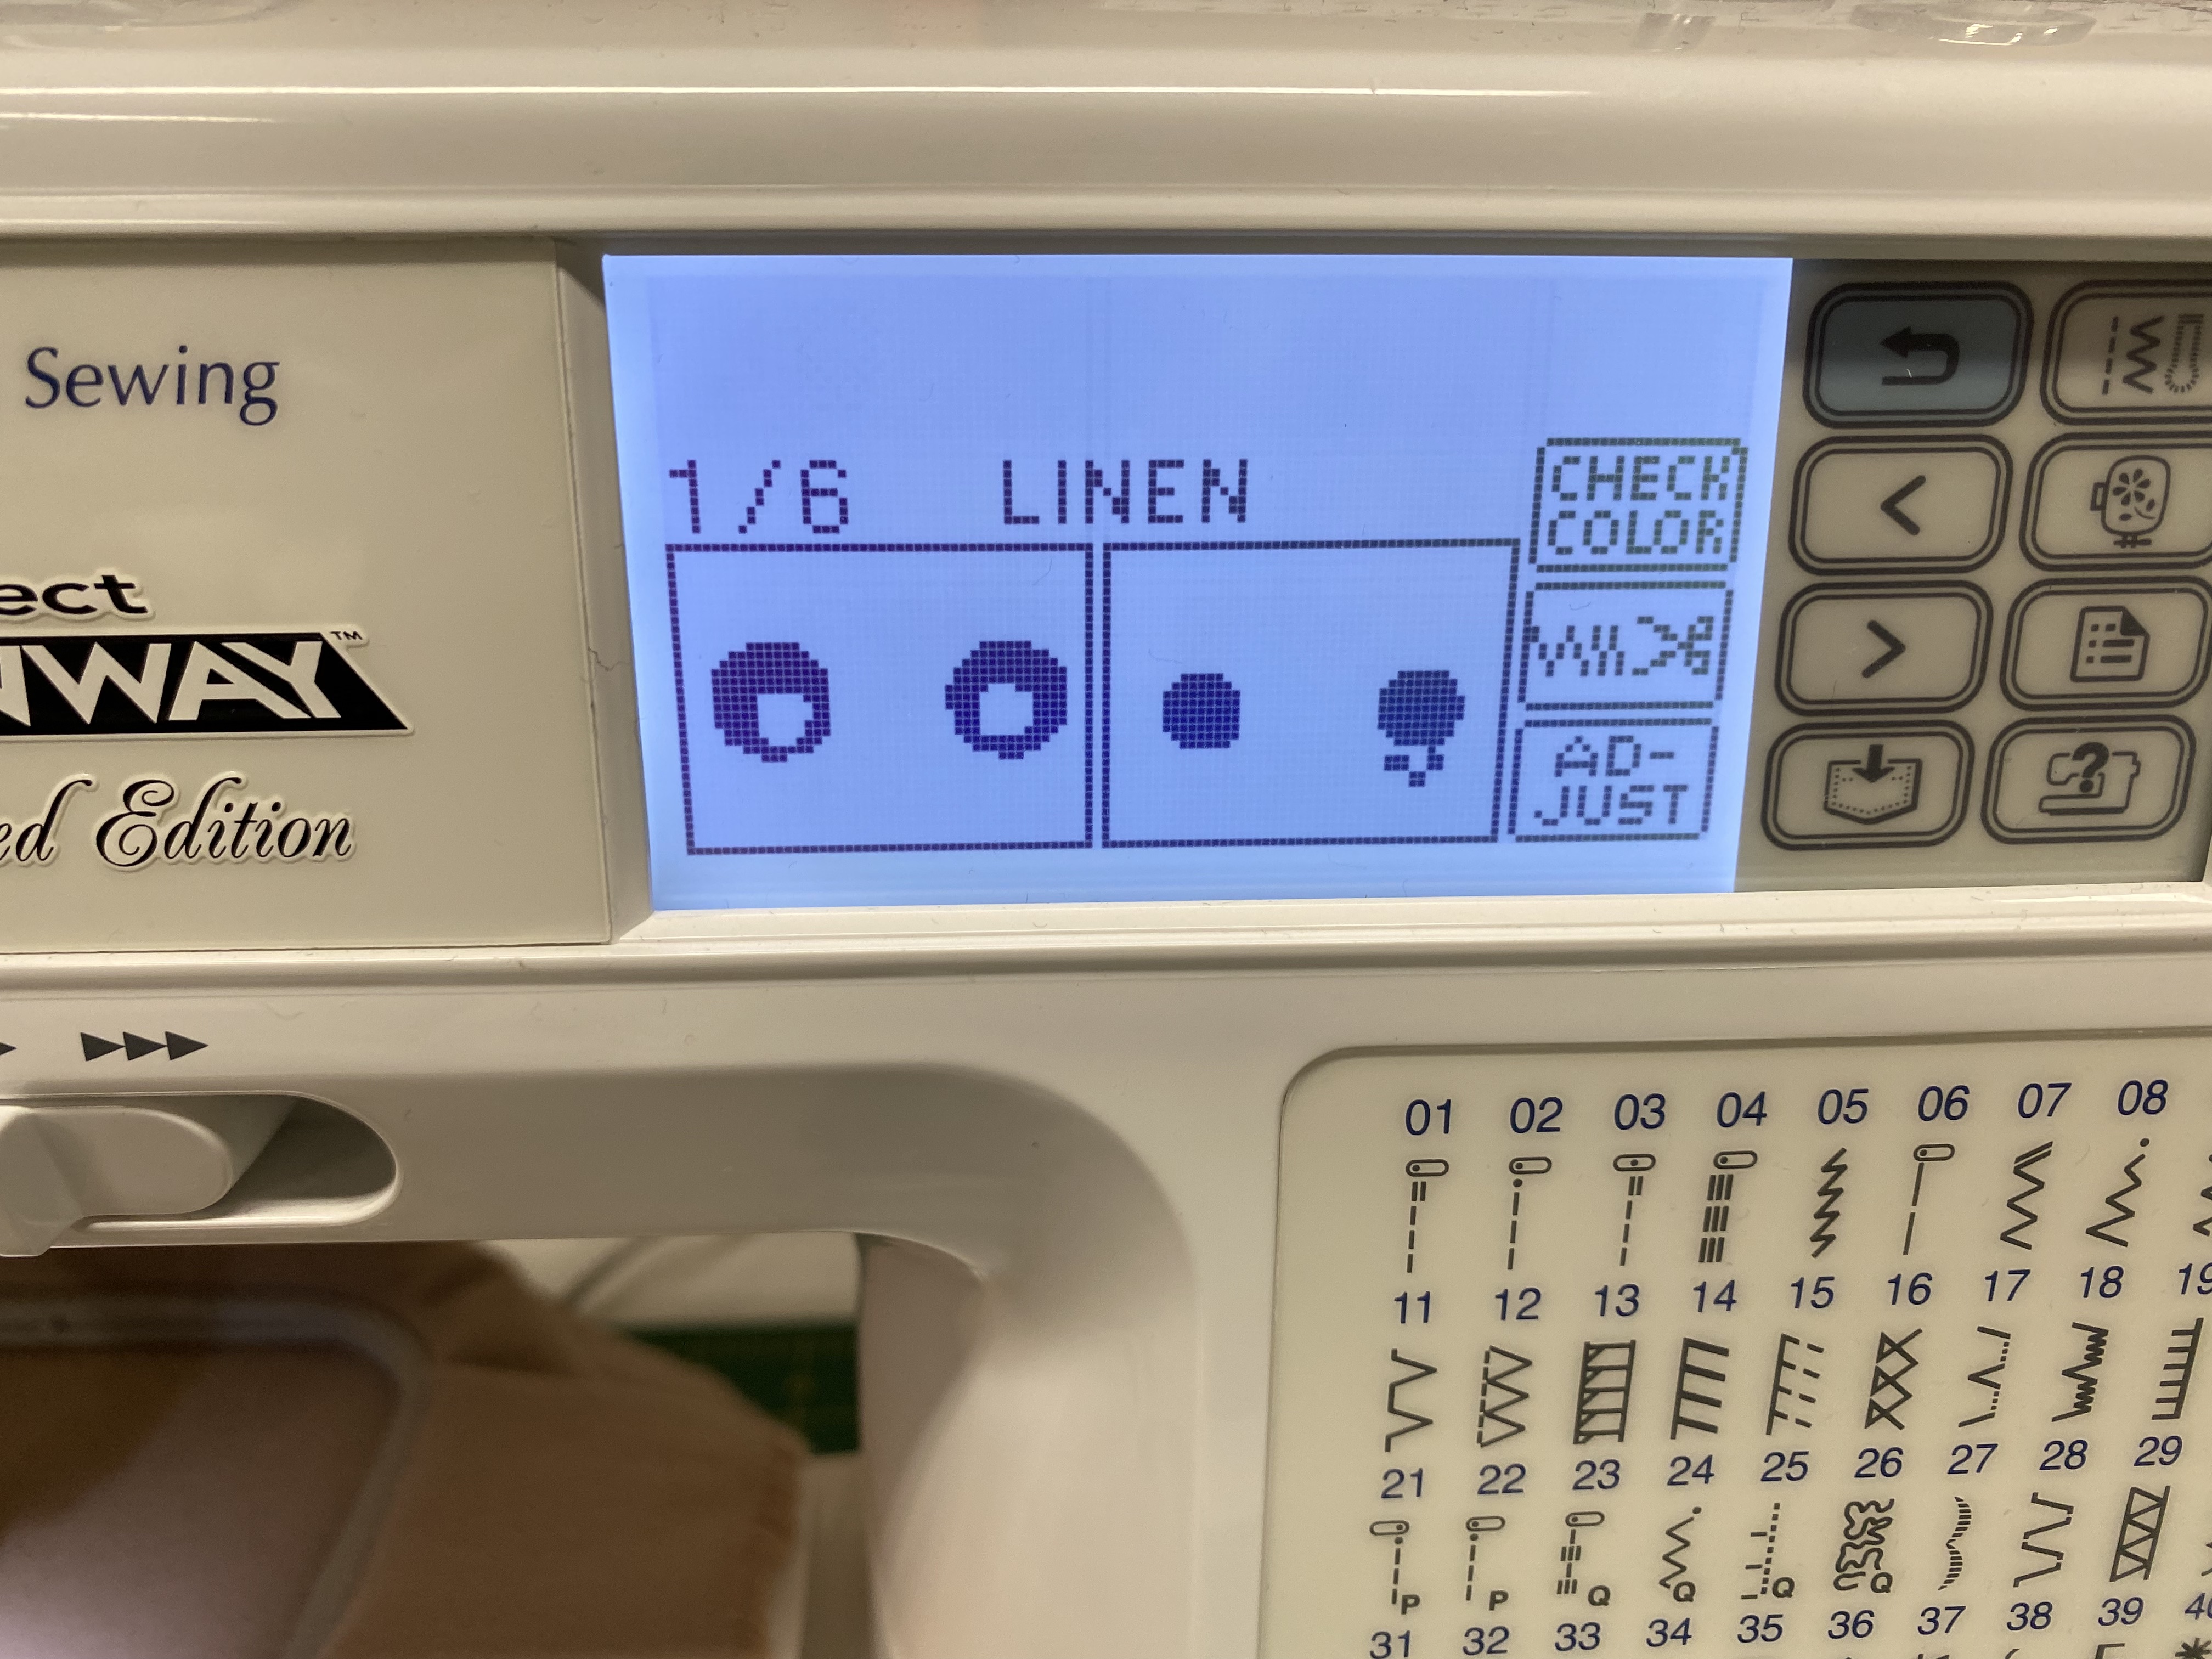 Sewing
ect
WAY™
ed Edition
1/6 LINEN
CHECK
COLOR
AD-
JUST
01 02 03 04 05 06 07 08
11 12 13 14 15 16 17 18 19
21 22 23 24 25 26 27 28 29
P P Q Q Q Q
31 32 33 34 35 36 37 38 39